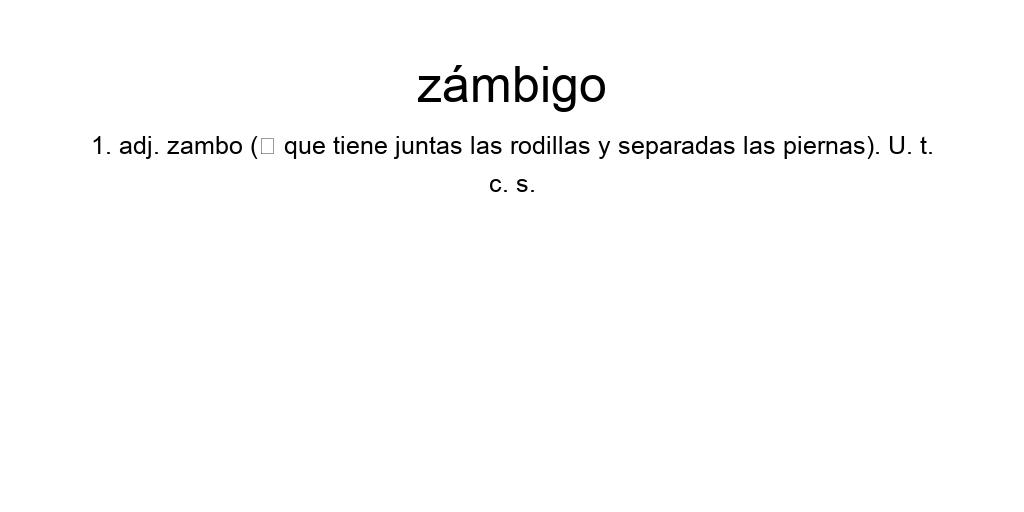 zámbigo
1. adj. zambo (▯ que tiene juntas las rodillas y separadas las piernas). U. t.
c. s.